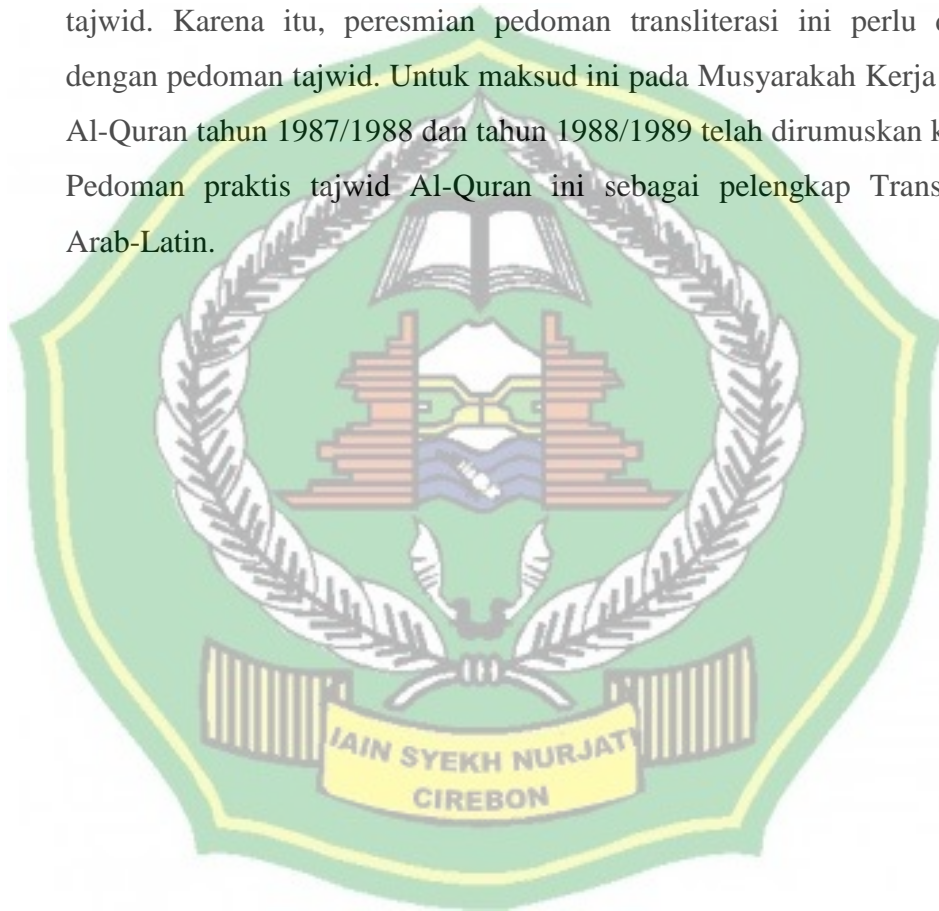 tajwid. Karena itu, peresmian pedoman transliterasi ini perlu
dengan pedoman tajwid. Untuk maksud ini pada Musyarakah Kerja
Al-Quran tahun 1987/1988 dan tahun 1988/1989 telah dirumuskan
Pedoman praktis tajwid Al-Quran ini sebagai pelengkap
Arab-Latin.
IAIN SYEKH NURJATI
CIREBON